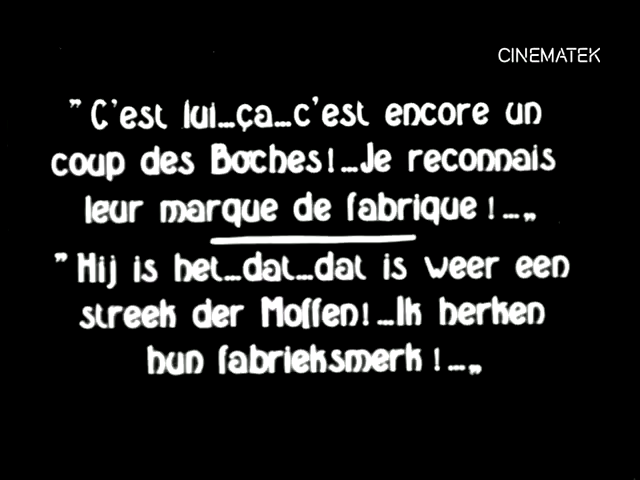 CINEMATEK
" C'est lui...ça...c'est encore un
coup des Boches!...Je reconnais
leur marque de fabrique !...„
" Hij is het...dat...dat is weer een
streek der Moffen!...Ik herken
hun fabrieksmerk !...„